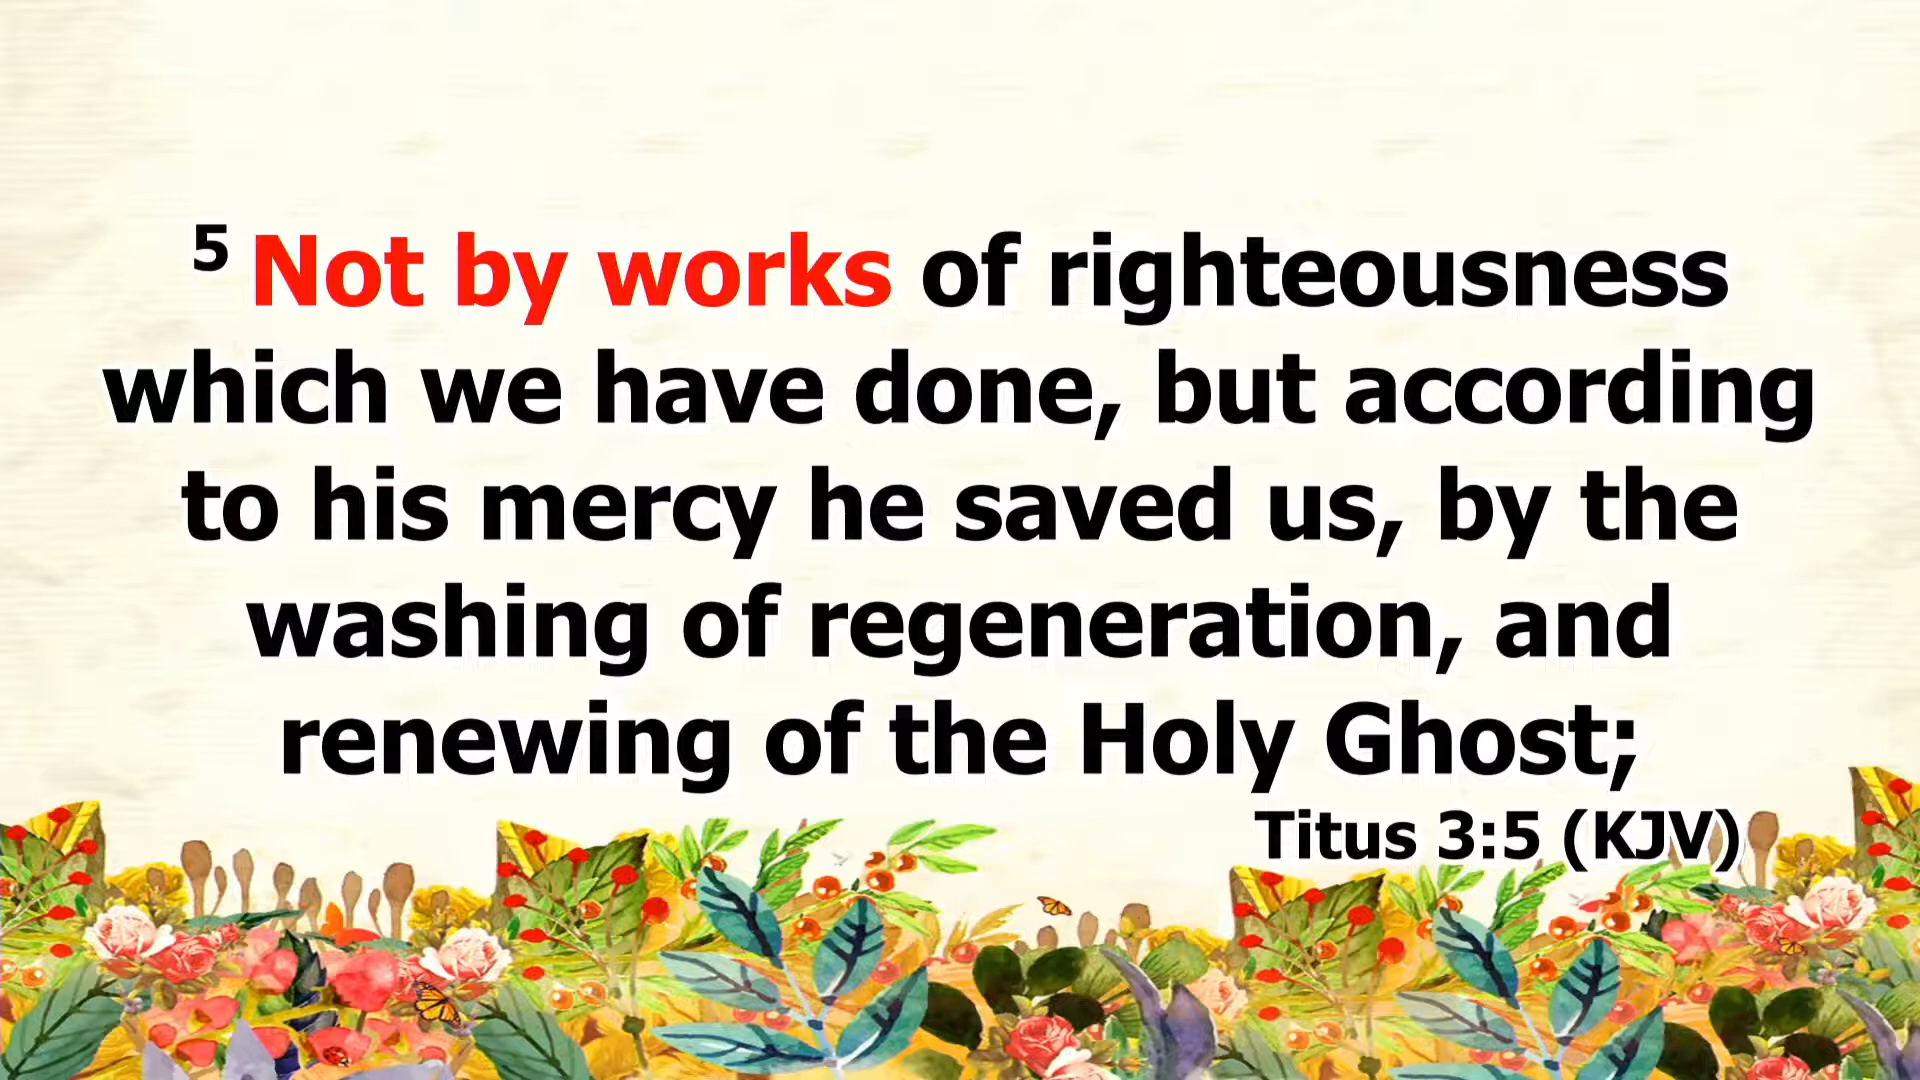 5 Not by works of righteousness
which we have done, but according
to his mercy he saved us, by the
washing of regeneration, and
renewing of the Holy Ghost;
Titus 3:5 (KJV)